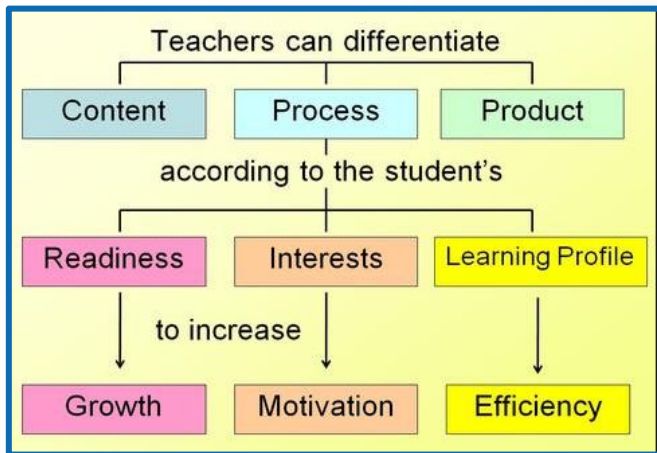 Teachers can differentiate
Content Process Product
according to the student's
Readiness Interests Learning Profile
to increase
Growth Motivation Efficiency